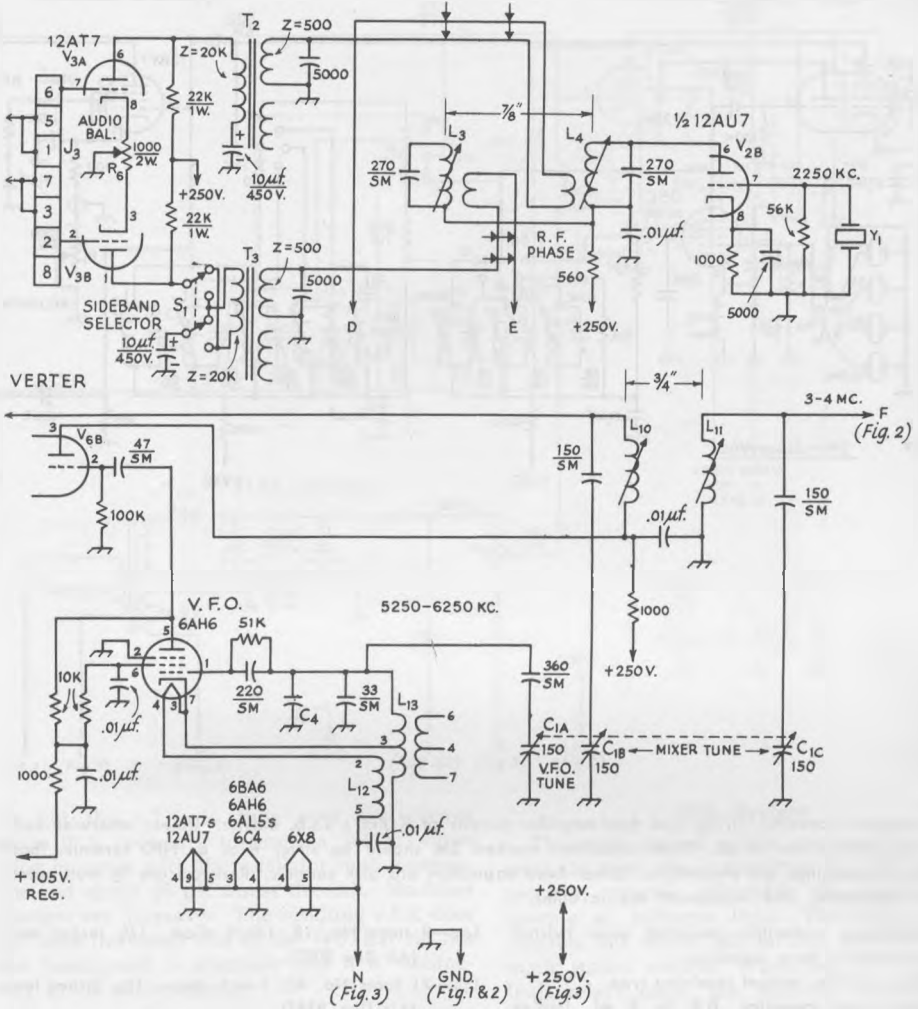 T2
Z=500
12AT7
V3A
6
Z=20K
5000
7/8"
1/2 12AU7
V2B
6
7
8
5
AUDIO
BAL.
22K
1W.
L3
L4
6
1
J3
1000
2W.
R6
270
SM
270
SM
7
2250 KC.
7
+
10µf.
450V.
+250V.
3
3
22K
1W.
.01µf.
8
56K
Y1
2
2
Z=500
R.F.
PHASE
1000
8
V3B
1
T3
5000
560
5000
SIDEBAND
SELECTOR
S1
D
E
+250V.
10µf
450V.
+
Z=20K
VERTER
3/4"
3-4 MC.
F
(Fig. 2)
3
V6B
47
SM
L10
L11
2
150
SM
150
SM
100K
.01µf.
V.F.O.
6AH6
5250-6250 KC.
1000
5
51K
+250V.
2
1
6
360
SM
10K
220
SM
33
SM
L13
4
3
7
C4
6
.01µf.
3
C1A
150
V.F.O.
TUNE
C1B
150
MIXER TUNE
C1C
150
4
2
1000
.01µf.
7
L12
6BA6
6AH6
6AL5s
6C4
5
12AT7s
12AU7
6X8
.01µf.
+105V.
REG.
4
9
5
3
4
4
5
+250V.
N
(Fig.3)
GND.
(Fig.1 & 2)
+250V.
(Fig.3)